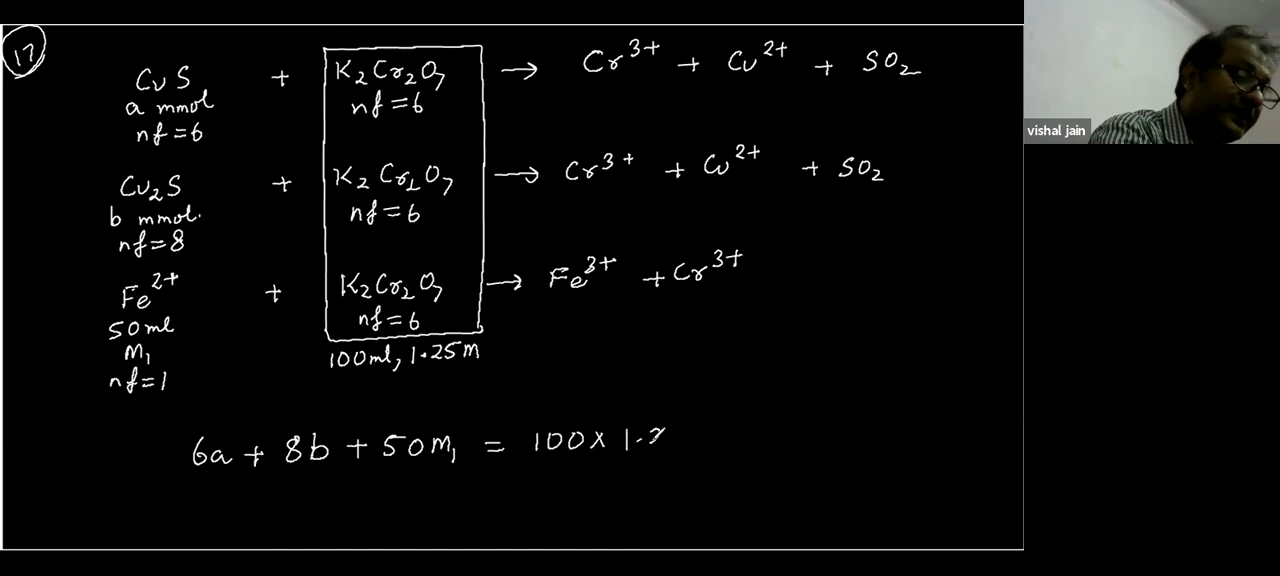 17
CuS + K2Cr2O7 → Cr3+ + Cu2+ + SO2
a mmol nf=6
nf=6
Cu2S + K2Cr2O7 → Cr3+ + Cu2+ + SO2
b mmol. nf=6
nf=8
Fe2+ + K2Cr2O7 → Fe3+ + Cr3+
50ml nf=6
M1 100ml, 1.25M
nf=1
6a + 8b + 50M1 = 100×1.
vishal jain